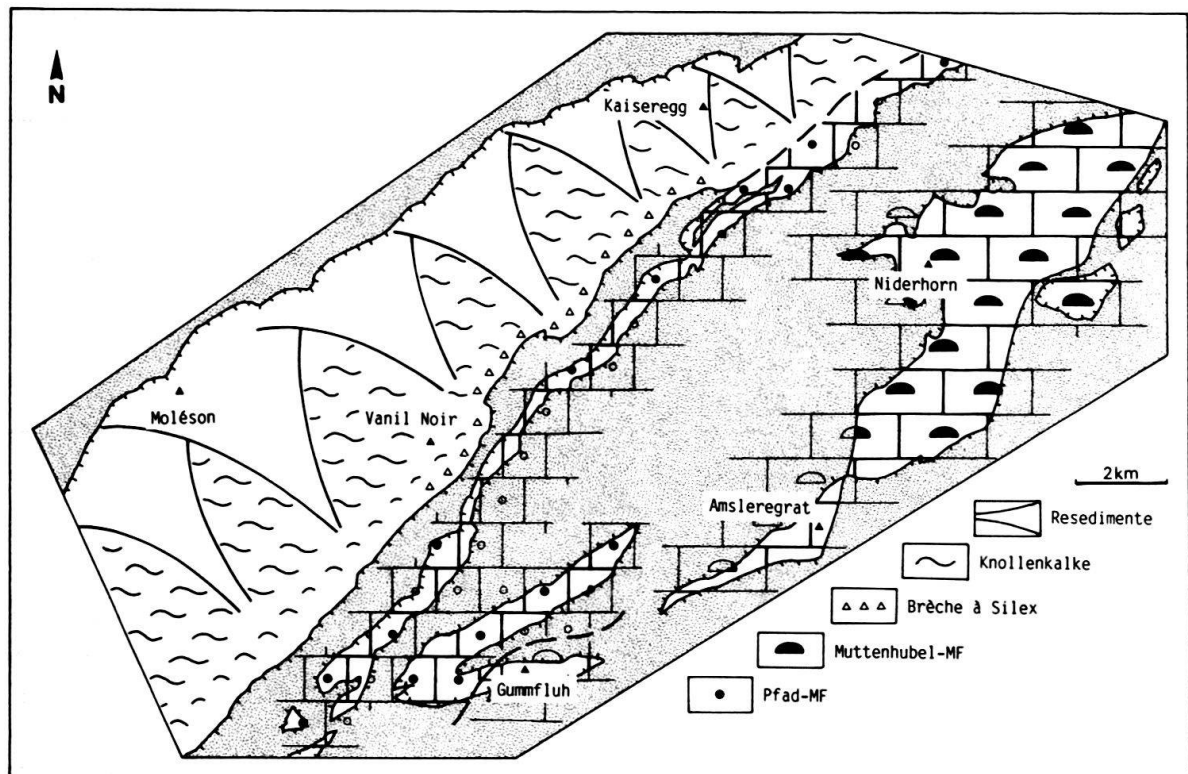 N
Kaiseregg
Niderhorn
Moléson
Vanil Noir
2km
Amsleregrat
Resedimente
Knollenkalke
Brèche à Silex
Muttenhubel-MF
Gummfluh
Pfad-MF